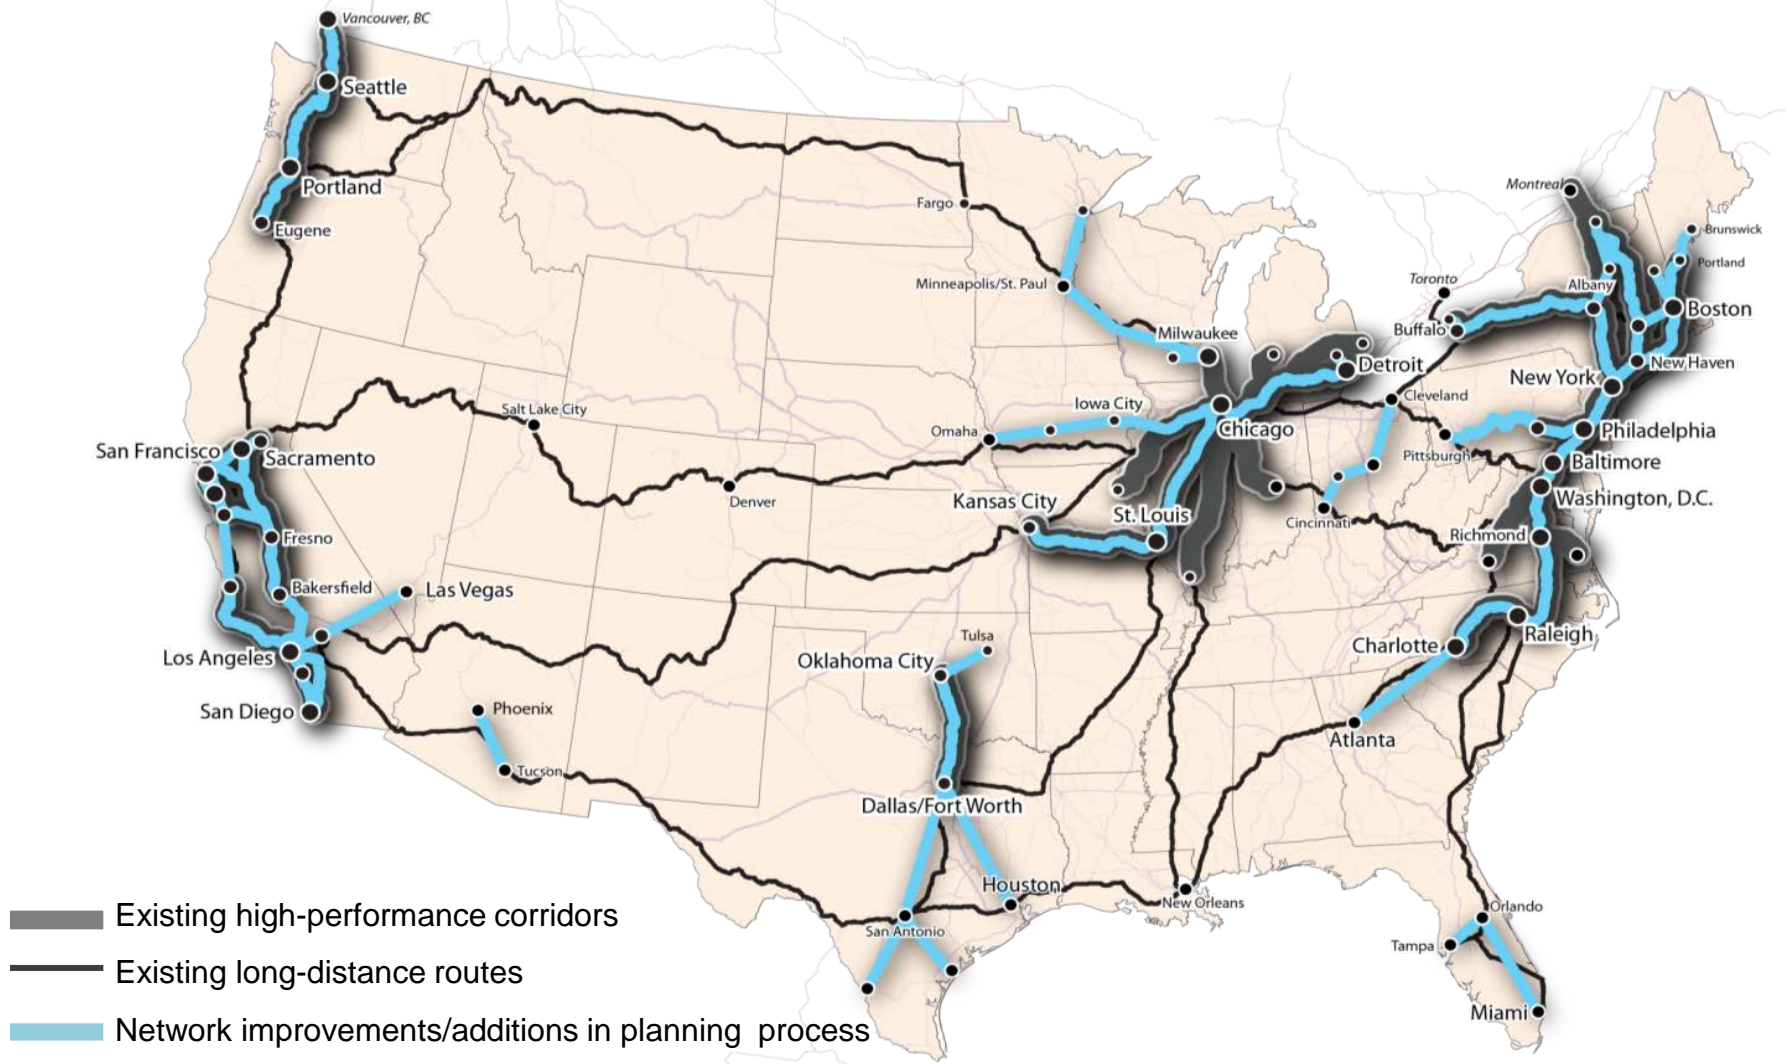 Vancouver, BC
Seattle
Portland
Eugene
Fargo
Minneapolis/St. Paul
Milwaukee
Montreal
Brunswick
Portland
Toronto
Albany
Buffalo
Boston
Detroit
New Haven
New York
Cleveland
Iowa City
Chicago
Omaha
Salt Lake City
Philadelphia
Pittsburgh
Baltimore
San Francisco
Sacramento
Denver
Kansas City
St. Louis
Cincinnati
Washington, D.C.
Richmond
Fresno
Bakersfield
Las Vegas
Los Angeles
Tulsa
Oklahoma City
Charlotte
Raleigh
San Diego
Phoenix
Tucson
Atlanta
Dallas/Fort Worth
Houston
New Orleans
San Antonio
Orlando
Tampa
Miami
Existing high-performance corridors
Existing long-distance routes
Network improvements/additions in planning process